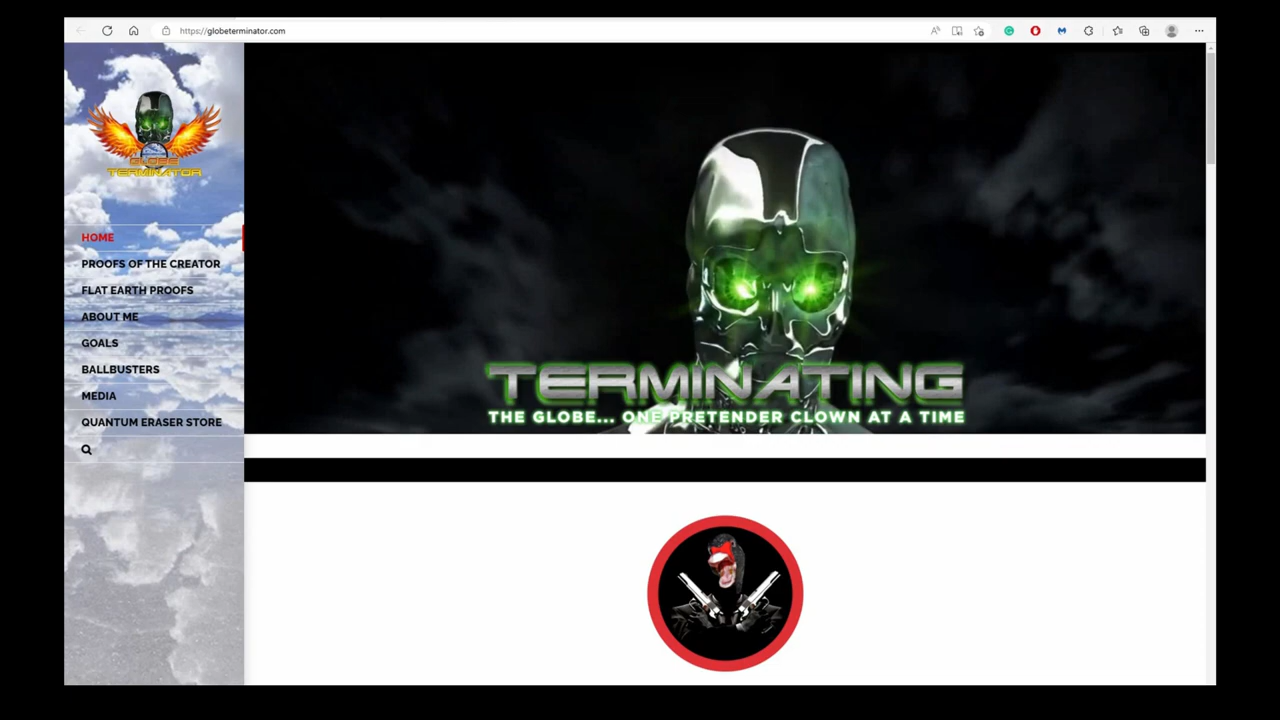 https://globeterminator.com
GLOBE
TERMINATOR
HOME
PROOFS OF THE CREATOR
FLAT EARTH PROOFS
ABOUT ME
GOALS
BALLBUSTERS
MEDIA
QUANTUM ERASER STORE
TERMINATING
THE GLOBE... ONE PRETENDER CLOWN AT A TIME